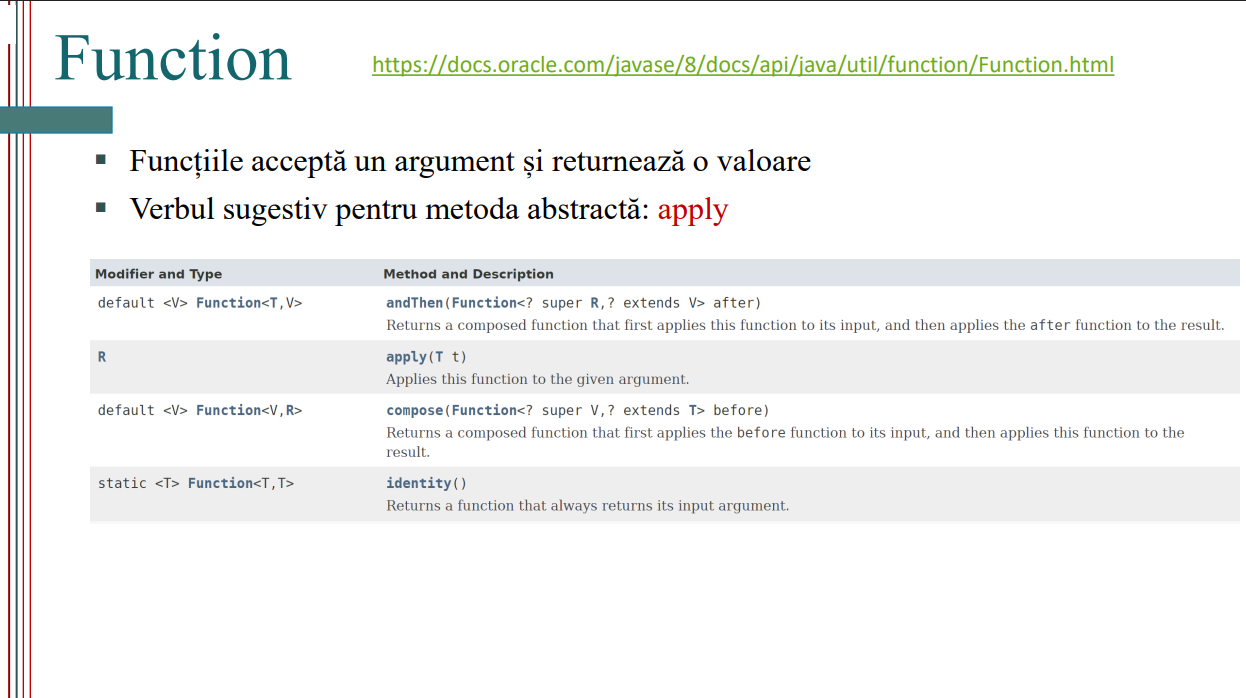 Function
https://docs.oracle.com/javase/8/docs/api/java/util/function/Function.html
Funcțiile acceptă un argument și returnează o valoare
Verbul sugestiv pentru metoda abstractă: apply
Modifier and Type Method and Description
default <V> Function<T,V> andThen(Function<? super R,? extends V> after)
Returns a composed function that first applies this function to its input, and then applies the after function to the result.
R apply(T t)
Applies this function to the given argument.
default <V> Function<V,R> compose(Function<? super V,? extends T> before)
Returns a composed function that first applies the before function to its input, and then applies this function to the
result.
static <T> Function<T,T> identity()
Returns a function that always returns its input argument.